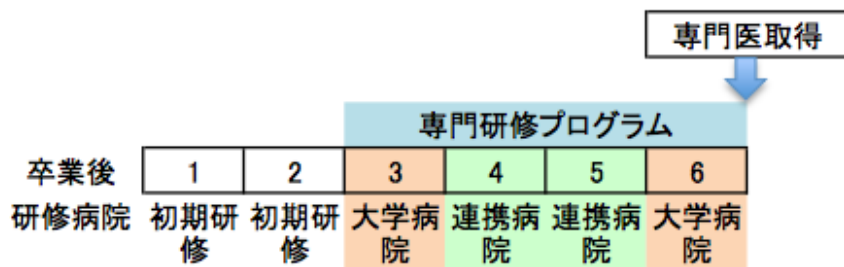 専門医取得
専門研修プログラム
卒業後 1 2 3 4 5 6
研修病院 初期研修 初期研修 大学病院 連携病院 連携病院 大学病院